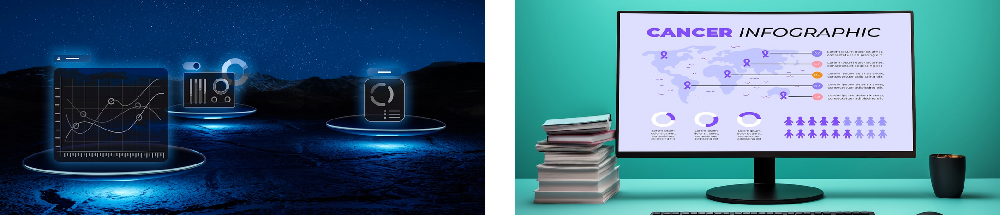 CANCER INFOGRAPHIC
32
Lorem ipsum dolor sit amet,
consectetuer adipiscing elit
46
Lorem ipsum dolor sit amet,
consectetuer adipiscing elit
82
Lorem ipsum dolor sit amet,
consectetuer adipiscing elit
53
Lorem ipsum dolor sit amet,
consectetuer adipiscing elit
18
Lorem ipsum dolor sit amet,
consectetuer adipiscing elit
Lorem ipsum
dolor sit amet,
consectetuer
adipiscing elit
Lorem ipsum
dolor sit amet,
consectetuer
adipiscing elit
Lorem ipsum
dolor sit amet,
consectetuer
adipiscing elit